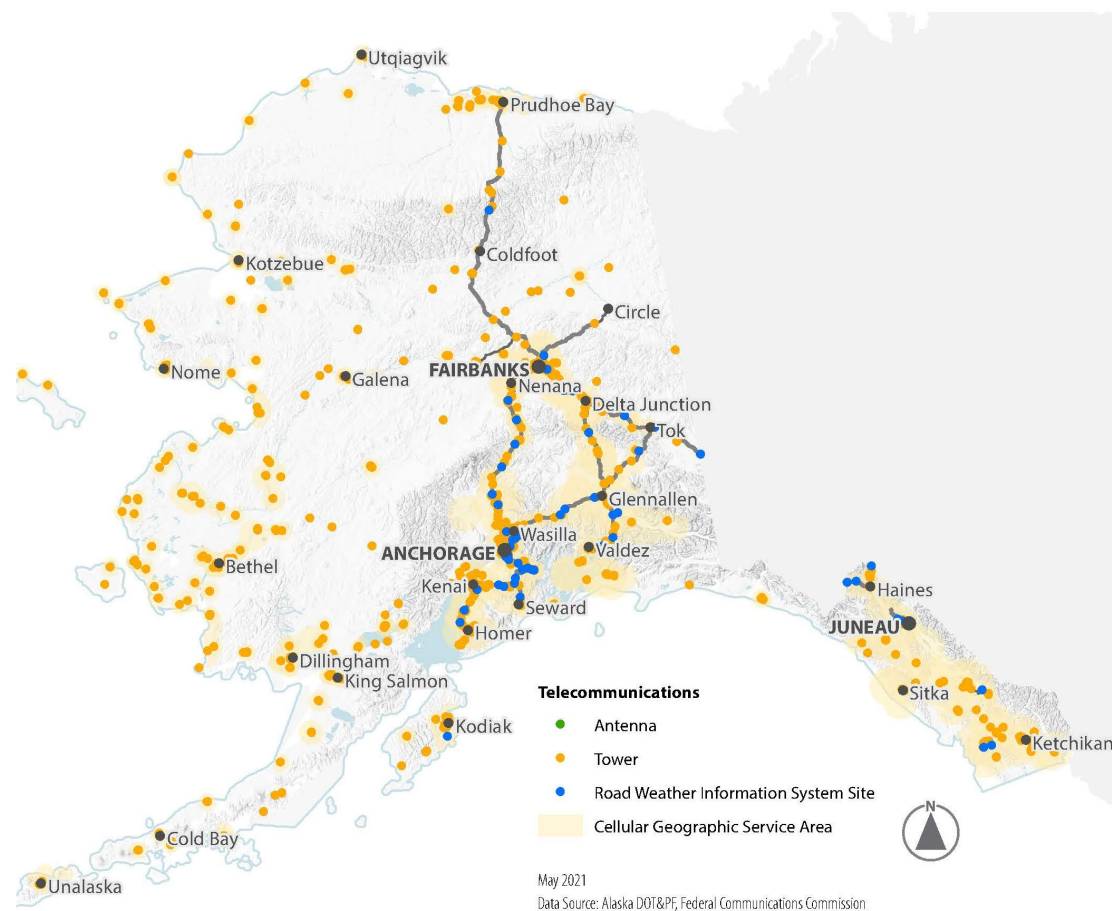 Utqiagvik
Prudhoe Bay
Coldfoot
Kotzebue
Circle
FAIRBANKS
Nome
Galena
Nenana
Delta Junction
Tok
Glennallen
Wasilla
ANCHORAGE
Valdez
Bethel
Kenai
Haines
Seward
JUNEAU
Homer
Dillingham
King Salmon
Sitka
Kodiak
Ketchikan
Cold Bay
Unalaska
Telecommunications
Antenna
Tower
Road Weather Information System Site
Cellular Geographic Service Area
N
May 2021
Data Source: Alaska DOT&PF, Federal Communications Commission